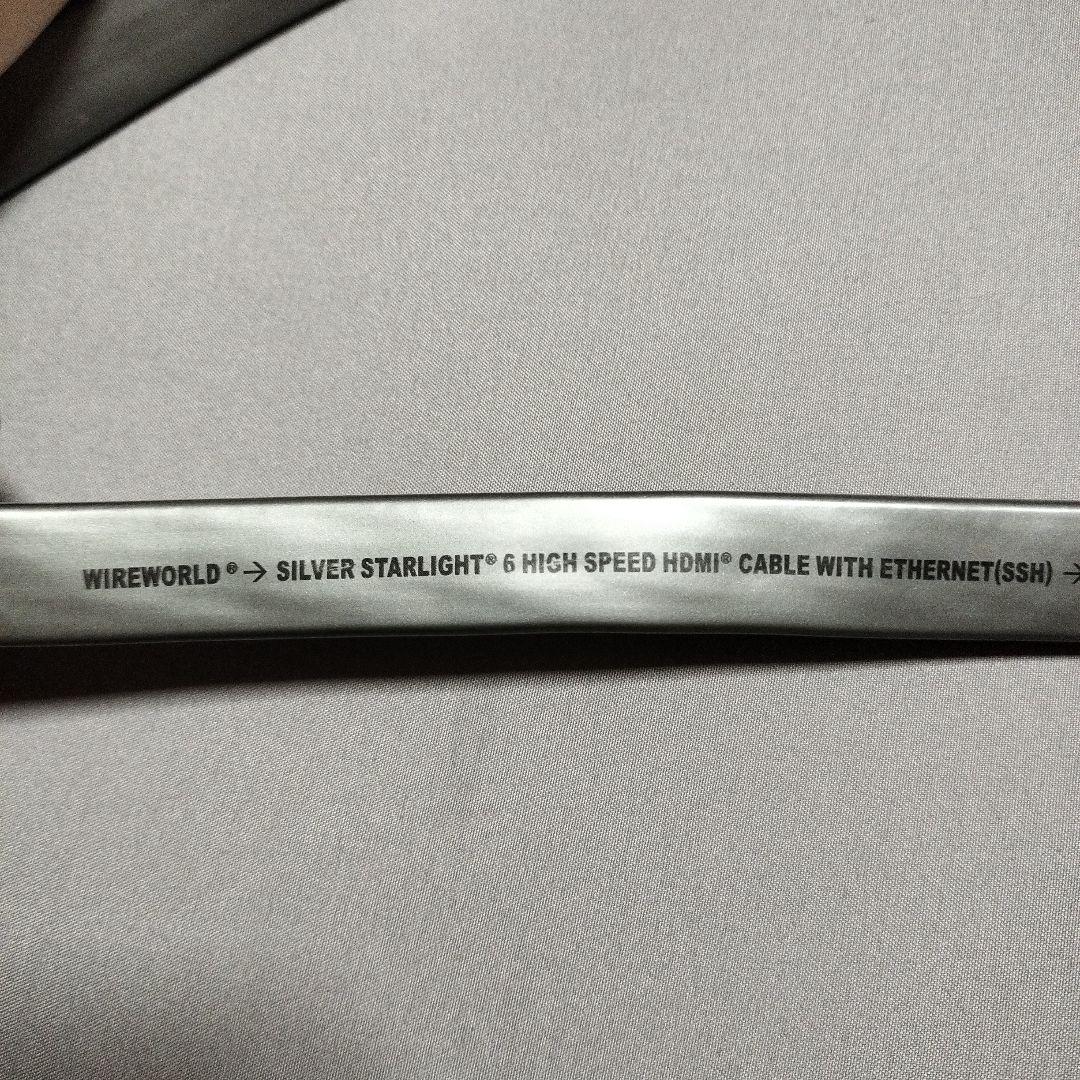 WIREWORLD ® → SILVER STARLIGHT® 6 HIGH SPEED HDMI® CABLE WITH ETHERNET(SSH) →